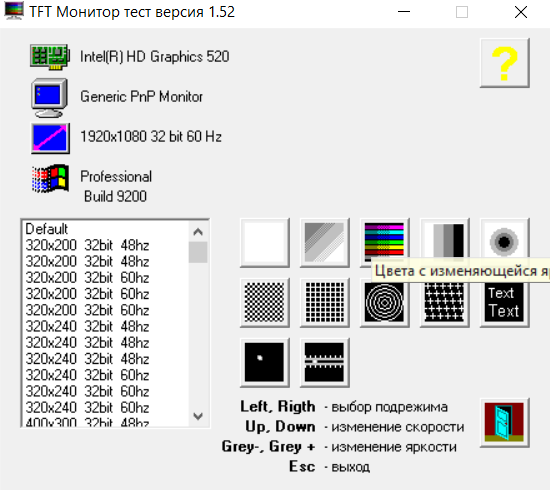 TFT Монитор тест версия 1.52
Intel(R) HD Graphics 520
Generic PnP Monitor
1920x1080 32 bit 60 Hz
Professional
Build 9200
Default
320x200 32bit 48hz
320x200 32bit 48hz
320x200 32bit 48hz
320x200 32bit 60hz
320x200 32bit 60hz
320x200 32bit 60hz
320x240 32bit 48hz
320x240 32bit 48hz
320x240 32bit 48hz
320x240 32bit 60hz
320x240 32bit 60hz
320x240 32bit 60hz
400x300 32bit 48hz
Цвета с изменяющейся
Text
Text
Left, Rigth - выбор подрежима
Up, Down - изменение скорости
Grey-, Grey + - изменение яркости
Esc - выход